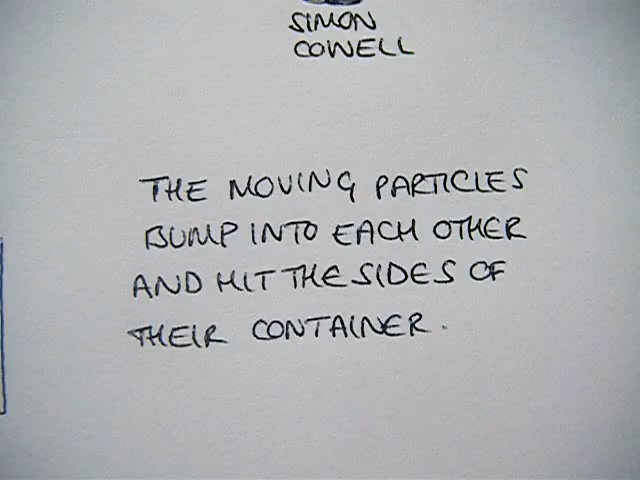 SIMON
COWELL
THE MOVING PARTICLES
BUMP INTO EACH OTHER
AND HIT THE SIDES OF
THEIR CONTAINER.